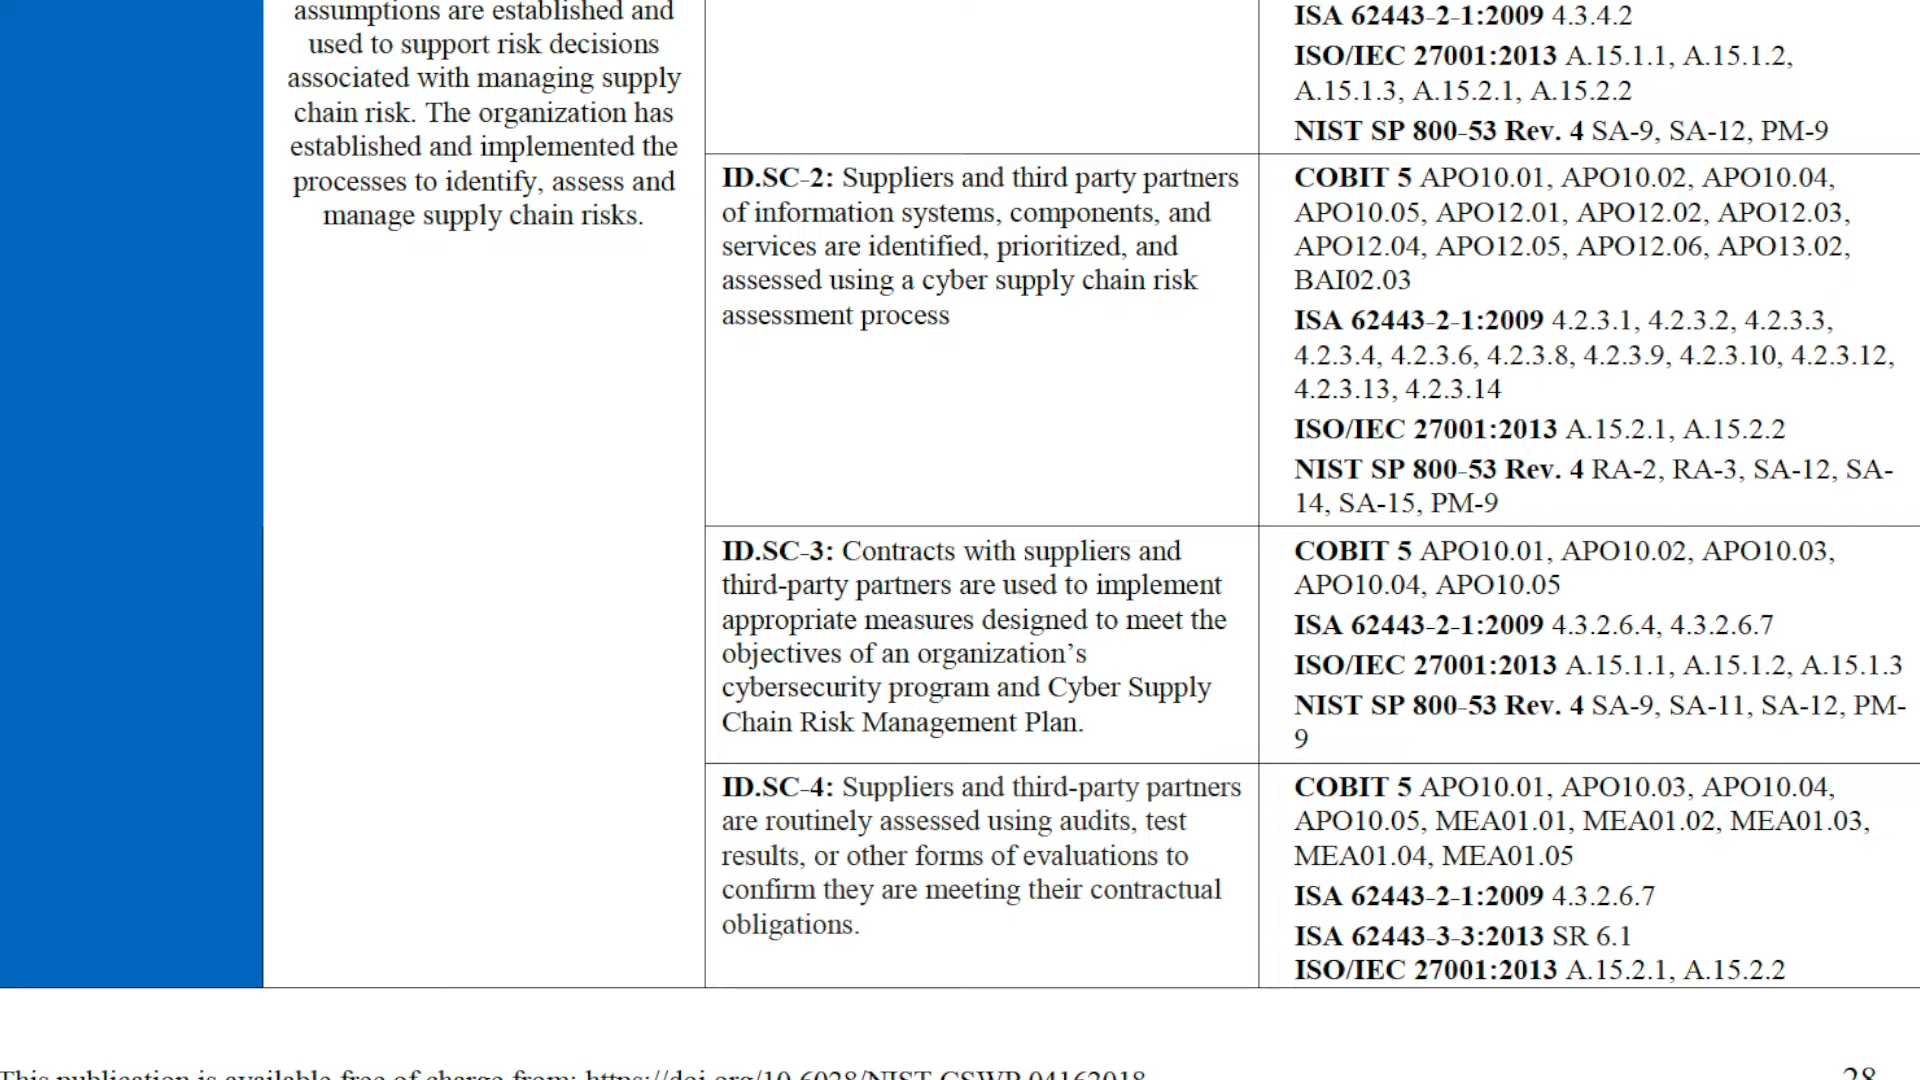 assumptions are established and
used to support risk decisions
associated with managing supply
chain risk. The organization has
established and implemented the
processes to identify, assess and
manage supply chain risks.
ISA 62443-2-1:2009 4.3.4.2
ISO/IEC 27001:2013 A.15.1.1, A.15.1.2,
A.15.1.3, A.15.2.1, A.15.2.2
NIST SP 800-53 Rev. 4 SA-9, SA-12, PM-9
ID.SC-2: Suppliers and third party partners
of information systems, components, and
services are identified, prioritized, and
assessed using a cyber supply chain risk
assessment process
COBIT 5 APO10.01, APO10.02, APO10.04,
APO10.05, APO12.01, APO12.02, APO12.03,
APO12.04, APO12.05, APO12.06, APO13.02,
BAI02.03
ISA 62443-2-1:2009 4.2.3.1, 4.2.3.2, 4.2.3.3,
4.2.3.4, 4.2.3.6, 4.2.3.8, 4.2.3.9, 4.2.3.10, 4.2.3.12,
4.2.3.13, 4.2.3.14
ISO/IEC 27001:2013 A.15.2.1, A.15.2.2
NIST SP 800-53 Rev. 4 RA-2, RA-3, SA-12, SA-
14, SA-15, PM-9
ID.SC-3: Contracts with suppliers and
third-party partners are used to implement
appropriate measures designed to meet the
objectives of an organization’s
cybersecurity program and Cyber Supply
Chain Risk Management Plan.
COBIT 5 APO10.01, APO10.02, APO10.03,
APO10.04, APO10.05
ISA 62443-2-1:2009 4.3.2.6.4, 4.3.2.6.7
ISO/IEC 27001:2013 A.15.1.1, A.15.1.2, A.15.1.3
NIST SP 800-53 Rev. 4 SA-9, SA-11, SA-12, PM-
9
ID.SC-4: Suppliers and third-party partners
are routinely assessed using audits, test
results, or other forms of evaluations to
confirm they are meeting their contractual
obligations.
COBIT 5 APO10.01, APO10.03, APO10.04,
APO10.05, MEA01.01, MEA01.02, MEA01.03,
MEA01.04, MEA01.05
ISA 62443-2-1:2009 4.3.2.6.7
ISA 62443-3-3:2013 SR 6.1
ISO/IEC 27001:2013 A.15.2.1, A.15.2.2
This publication is available free of charge from: https://doi.org/10.6028/NIST.CSWP.04162018
28